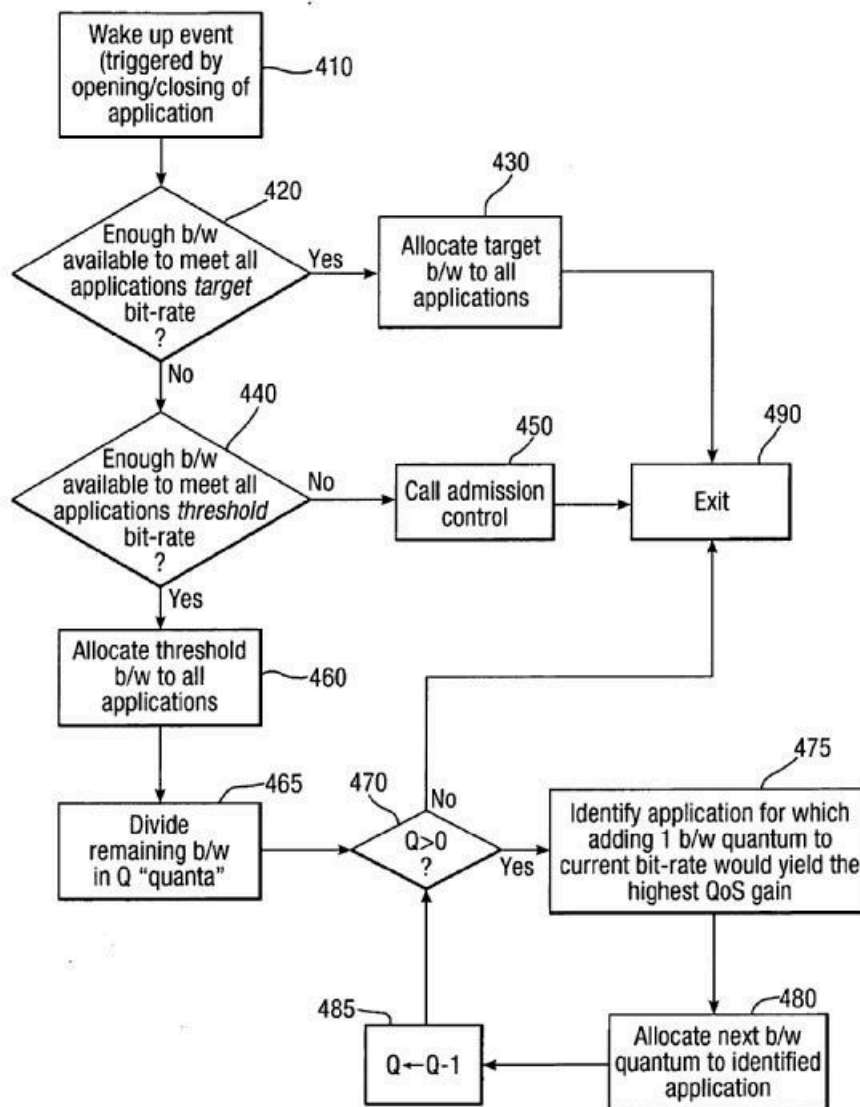 Wake up event
(triggered by
opening/closing of
application
410
420
Enough b/w
available to meet all
applications target
bit-rate
?
Yes
430
Allocate target
b/w to all
applications
No
440
Enough b/w
available to meet all
applications threshold
bit-rate
?
No
450
Call admission
control
490
Exit
Yes
Allocate threshold
b/w to all
applications
460
465
Divide
remaining b/w
in Q “quanta”
470
No
Q>0
?
Yes
475
Identify application for which
adding 1 b/w quantum to
current bit-rate would yield the
highest QoS gain
480
Allocate next b/w
quantum to identified
application
485
Q←Q-1